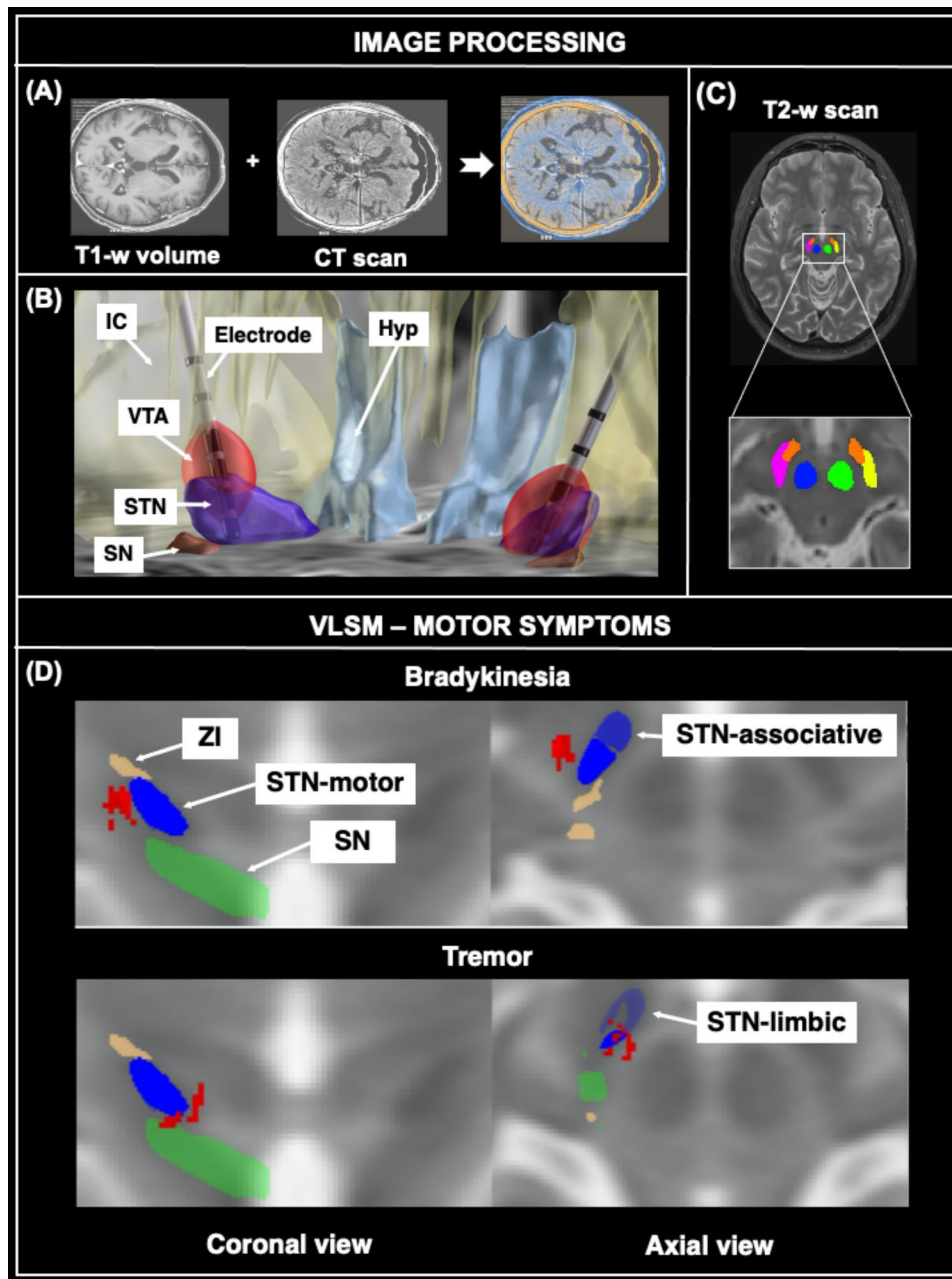 IMAGE PROCESSING
(A)
+
T1-w volume
CT scan
(B)
IC
Electrode
Hyp
VTA
STN
SN
(C)
T2-w scan
VLSM – MOTOR SYMPTOMS
(D)
Bradykinesia
ZI
STN-motor
SN
STN-associative
Tremor
STN-limbic
Coronal view
Axial view